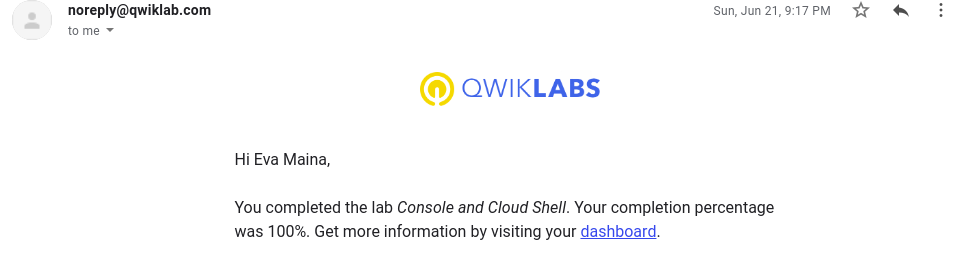 noreply@qwiklab.com
Sun, Jun 21, 9:17 PM
to me
QWIKLABS
Hi Eva Maina,
You completed the lab Console and Cloud Shell. Your completion percentage
was 100%. Get more information by visiting your dashboard.